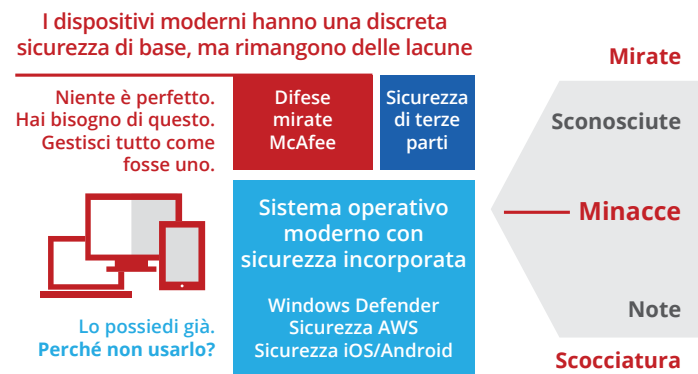 I dispositivi moderni hanno una discreta
sicurezza di base, ma rimangono delle lacune
Niente è perfetto.
Hai bisogno di questo.
Gestisci tutto come
fosse uno.
Difese
mirate
McAfee
Sicurezza
di terze
parti
Sistema operativo
moderno con
sicurezza incorporata
Windows Defender
Sicurezza AWS
Sicurezza iOS/Android
Lo possiedi già.
Perché non usarlo?
Mirate
Sconosciute
Minacce
Note
Scocciatura